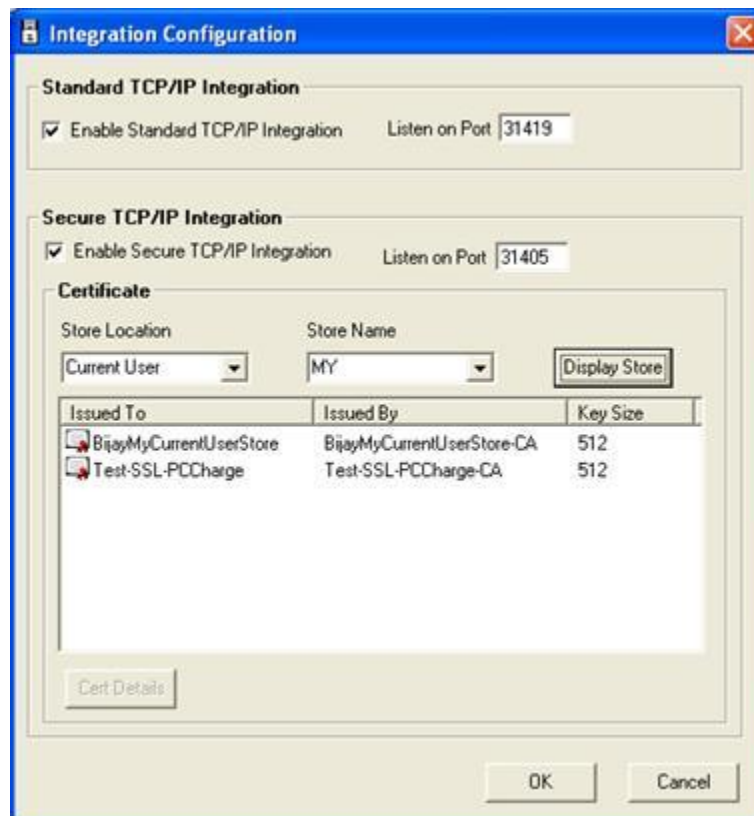 Integration Configuration
Standard TCP/IP Integration
Enable Standard TCP/IP Integration Listen on Port 31419
Secure TCP/IP Integration
Enable Secure TCP/IP Integration Listen on Port 31405
Certificate
Store Location Store Name
Current User MY Display Store
Issued To Issued By Key Size
BijayMyCurrentUserStore BijayMyCurrentUserStore-CA 512
Test-SSL-PCCharge Test-SSL-PCCharge-CA 512
Cert Details
OK Cancel